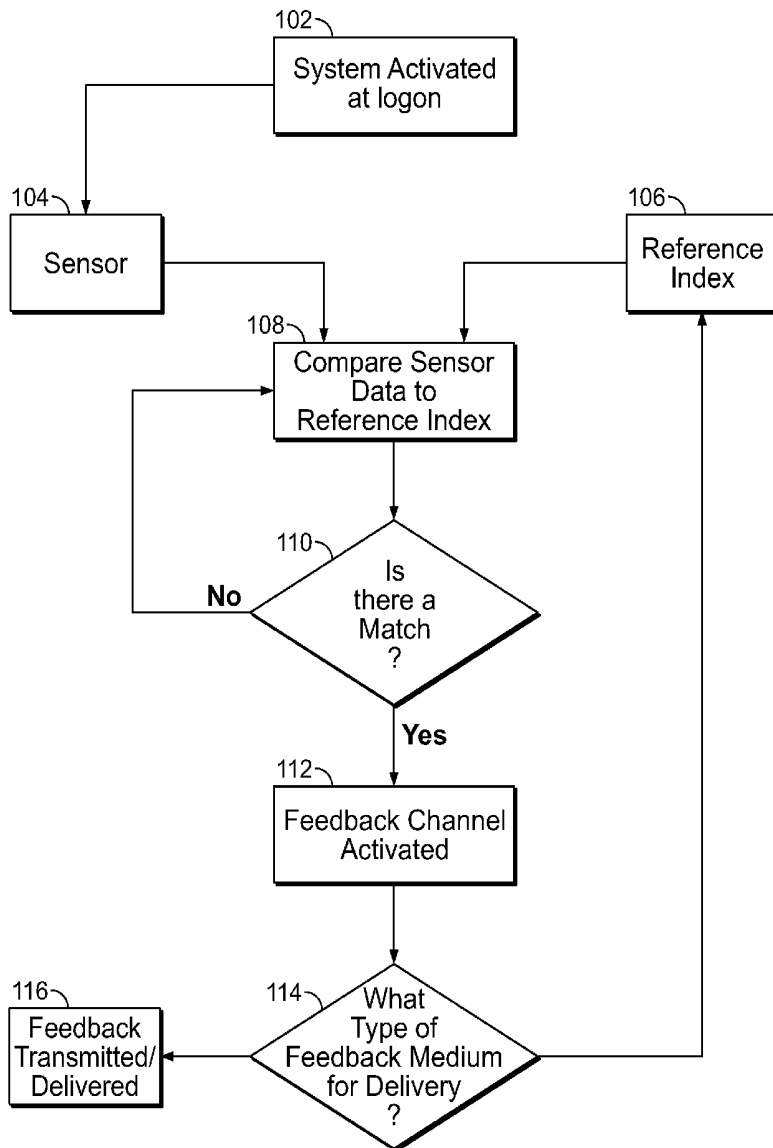 102
System Activated
at logon
104
Sensor
106
Reference
Index
108
Compare Sensor
Data to
Reference Index
110
Is
there a
Match
?
No
Yes
112
Feedback Channel
Activated
114
What
Type of
Feedback Medium
for Delivery
?
116
Feedback
Transmitted/
Delivered